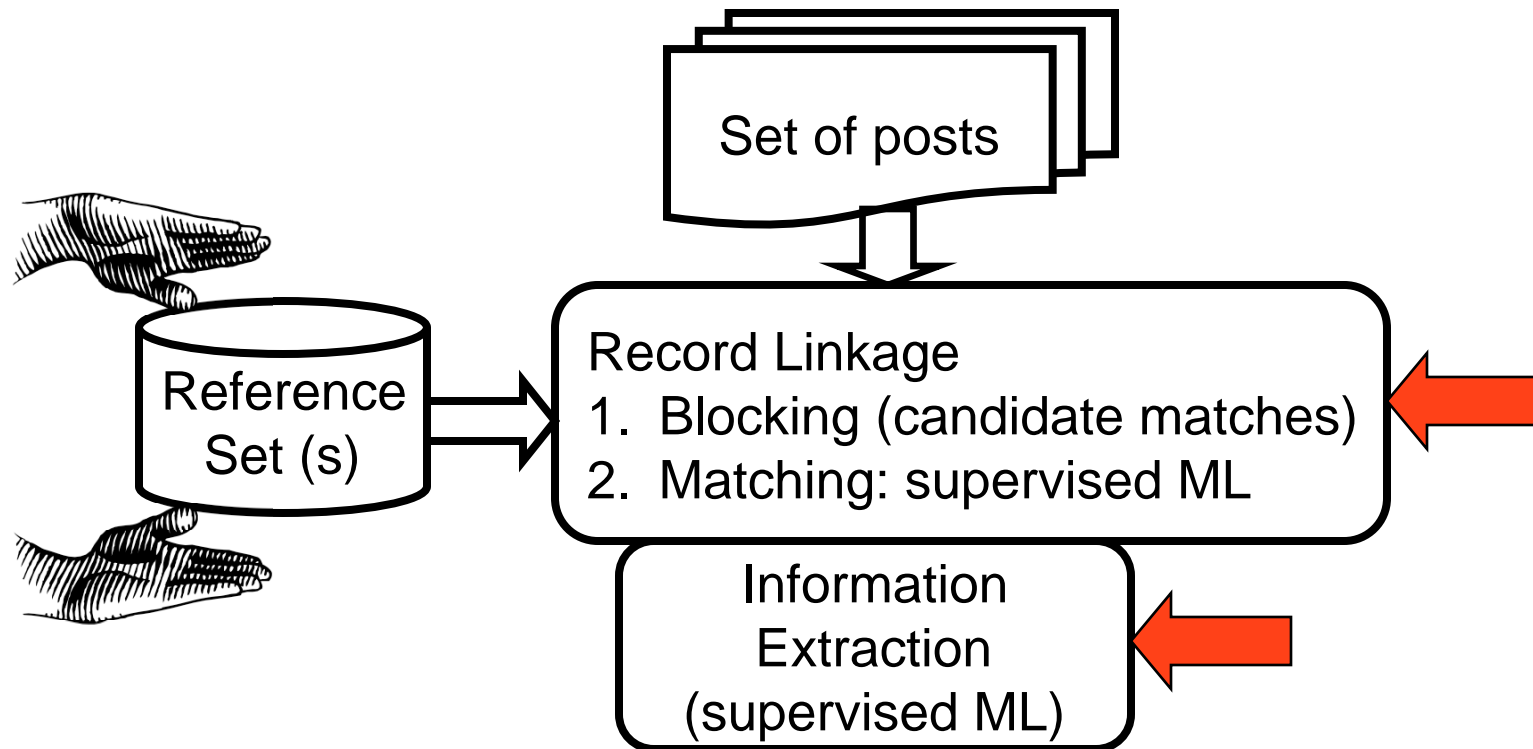 Set of posts
Reference
Set (s)
Record Linkage
1. Blocking (candidate matches)
2. Matching: supervised ML
Information
Extraction
(supervised ML)